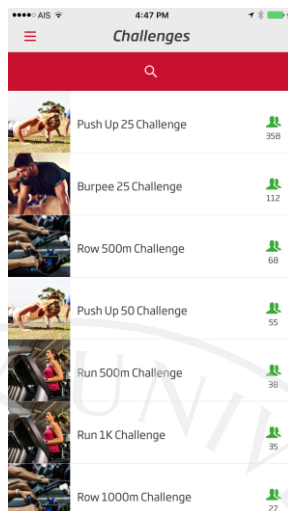 AIS 4:47 PM
Challenges
Push Up 25 Challenge
358
Burpee 25 Challenge
112
Row 500m Challenge
68
Push Up 50 Challenge
55
Run 500m Challenge
38
Run 1K Challenge
35
Row 1000m Challenge
27
UNI